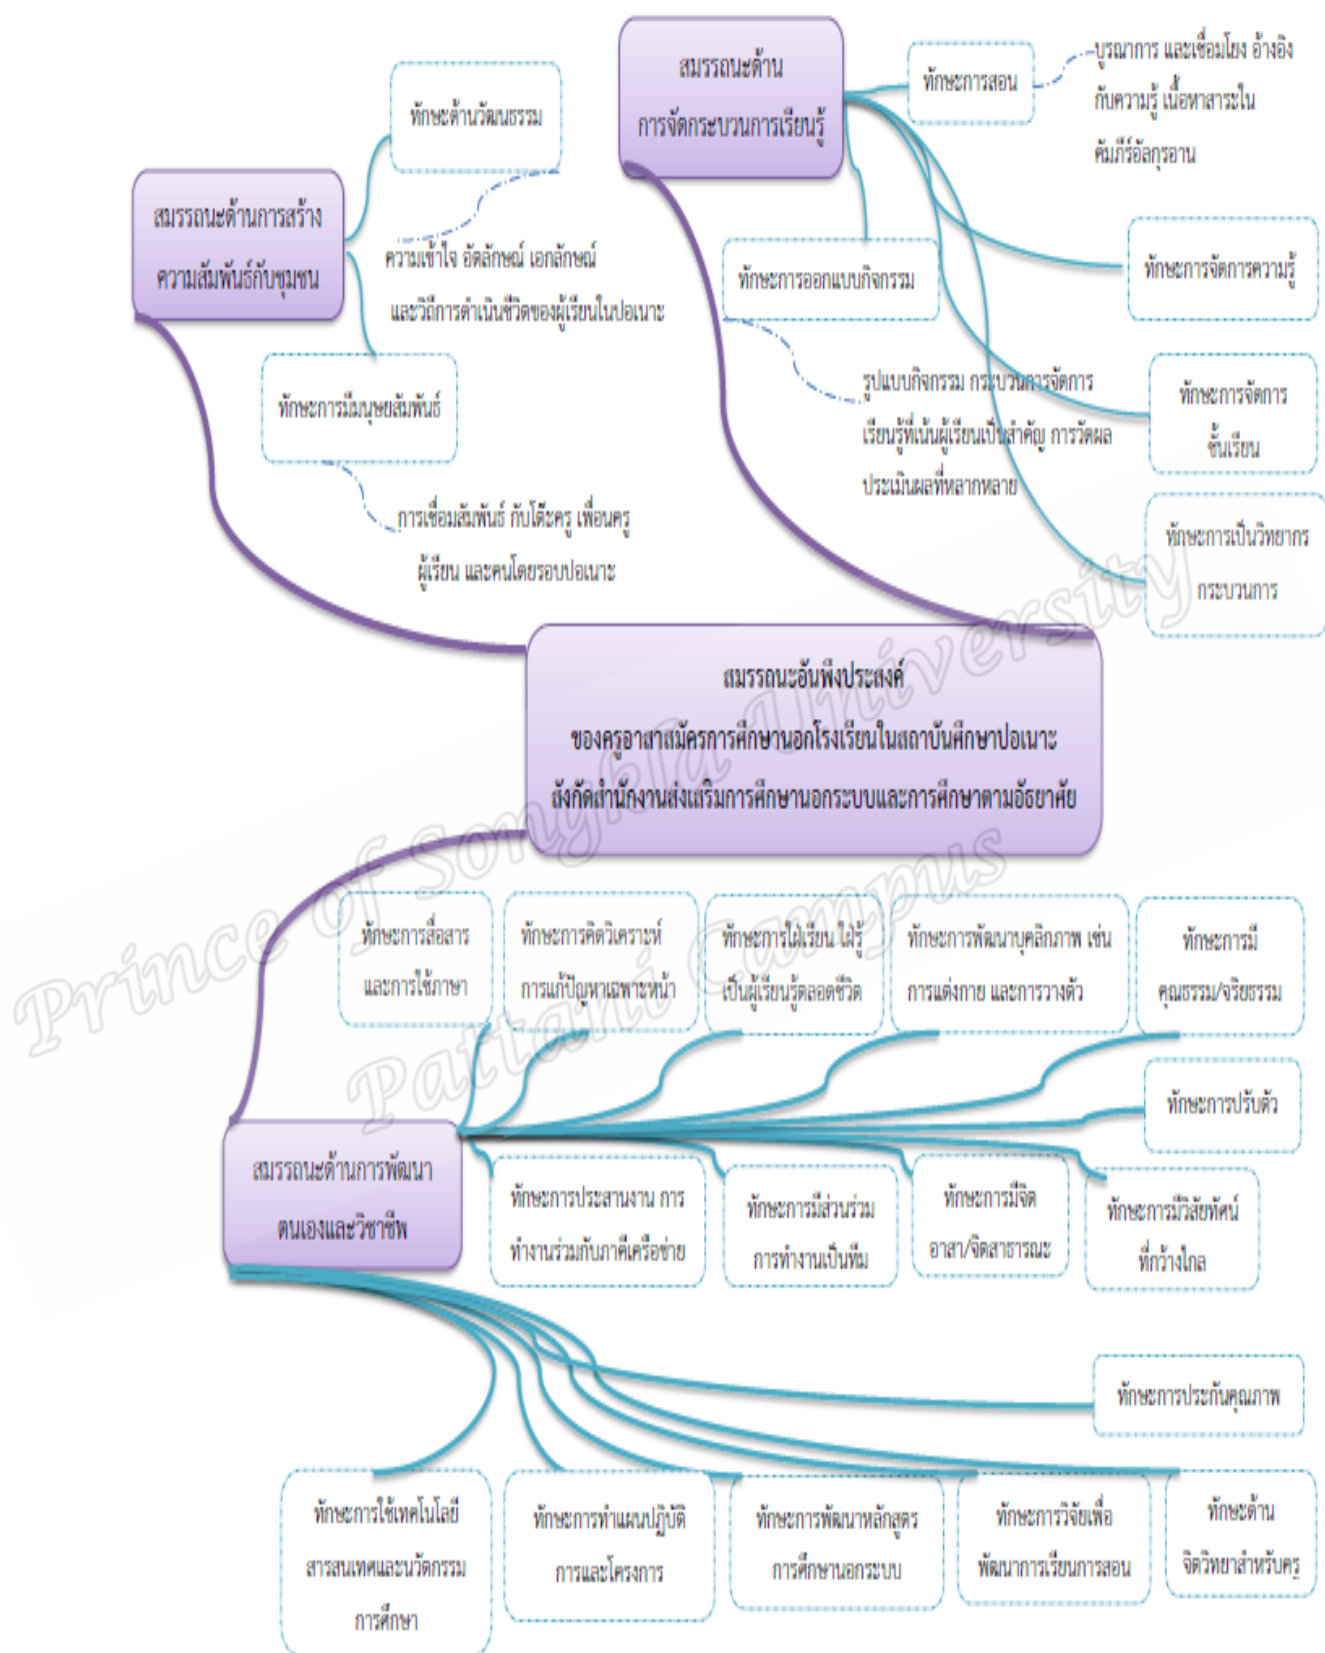 สมรรถนะด้าน
การจัดกระบวนการเรียนรู้
ทักษะการสอน
บูรณาการ และเชื่อมโยง อ้างอิง
กับความรู้ เนื้อหาสาระใน
คัมภีร์อัลกุรอาน
ทักษะด้านวัฒนธรรม
สมรรถนะด้านการสร้าง
ความสัมพันธ์กับชุมชน
ความเข้าใจ อัตลักษณ์ เอกลักษณ์
และวิถีการดำเนินชีวิตของผู้เรียนในปอเนาะ
ทักษะการออกแบบกิจกรรม
ทักษะการจัดการความรู้
ทักษะการมีมนุษยสัมพันธ์
รูปแบบกิจกรรม กระบวนการจัดการ
เรียนรู้ที่เน้นผู้เรียนเป็นสำคัญ การวัดผล
ประเมินผลที่หลากหลาย
ทักษะการจัดการ
ชั้นเรียน
การเชื่อมสัมพันธ์ กับโต๊ะครู เพื่อนครู
ผู้เรียน และคนโดยรอบปอเนาะ
ทักษะการเป็นวิทยากร
กระบวนการ
สมรรถนะอันพึงประสงค์
ของครูอาสาสมัครการศึกษานอกโรงเรียนในสถาบันศึกษาปอเนาะ
สังกัดสำนักงานส่งเสริมการศึกษานอกระบบและการศึกษาตามอัธยาศัย
Prince of Songkla University
Pattani Campus
ทักษะการสื่อสาร
และการใช้ภาษา
ทักษะการคิดวิเคราะห์
การแก้ปัญหาเฉพาะหน้า
ทักษะการใฝ่เรียน ใฝ่รู้
เป็นผู้เรียนรู้ตลอดชีวิต
ทักษะการพัฒนาบุคลิกภาพ เช่น
การแต่งกาย และการวางตัว
ทักษะการมี
คุณธรรม/จริยธรรม
ทักษะการปรับตัว
สมรรถนะด้านการพัฒนา
ตนเองและวิชาชีพ
ทักษะการประสานงาน การ
ทำงานร่วมกับภาคีเครือข่าย
ทักษะการมีส่วนร่วม
การทำงานเป็นทีม
ทักษะการมีจิต
อาสา/จิตสาธารณะ
ทักษะการมีวิสัยทัศน์
ที่กว้างไกล
ทักษะการประกันคุณภาพ
ทักษะการใช้เทคโนโลยี
สารสนเทศและนวัตกรรม
การศึกษา
ทักษะการทำแผนปฏิบัติ
การและโครงการ
ทักษะการพัฒนาหลักสูตร
การศึกษานอกระบบ
ทักษะการวิจัยเพื่อ
พัฒนาการเรียนการสอน
ทักษะด้าน
จิตวิทยาสำหรับครู